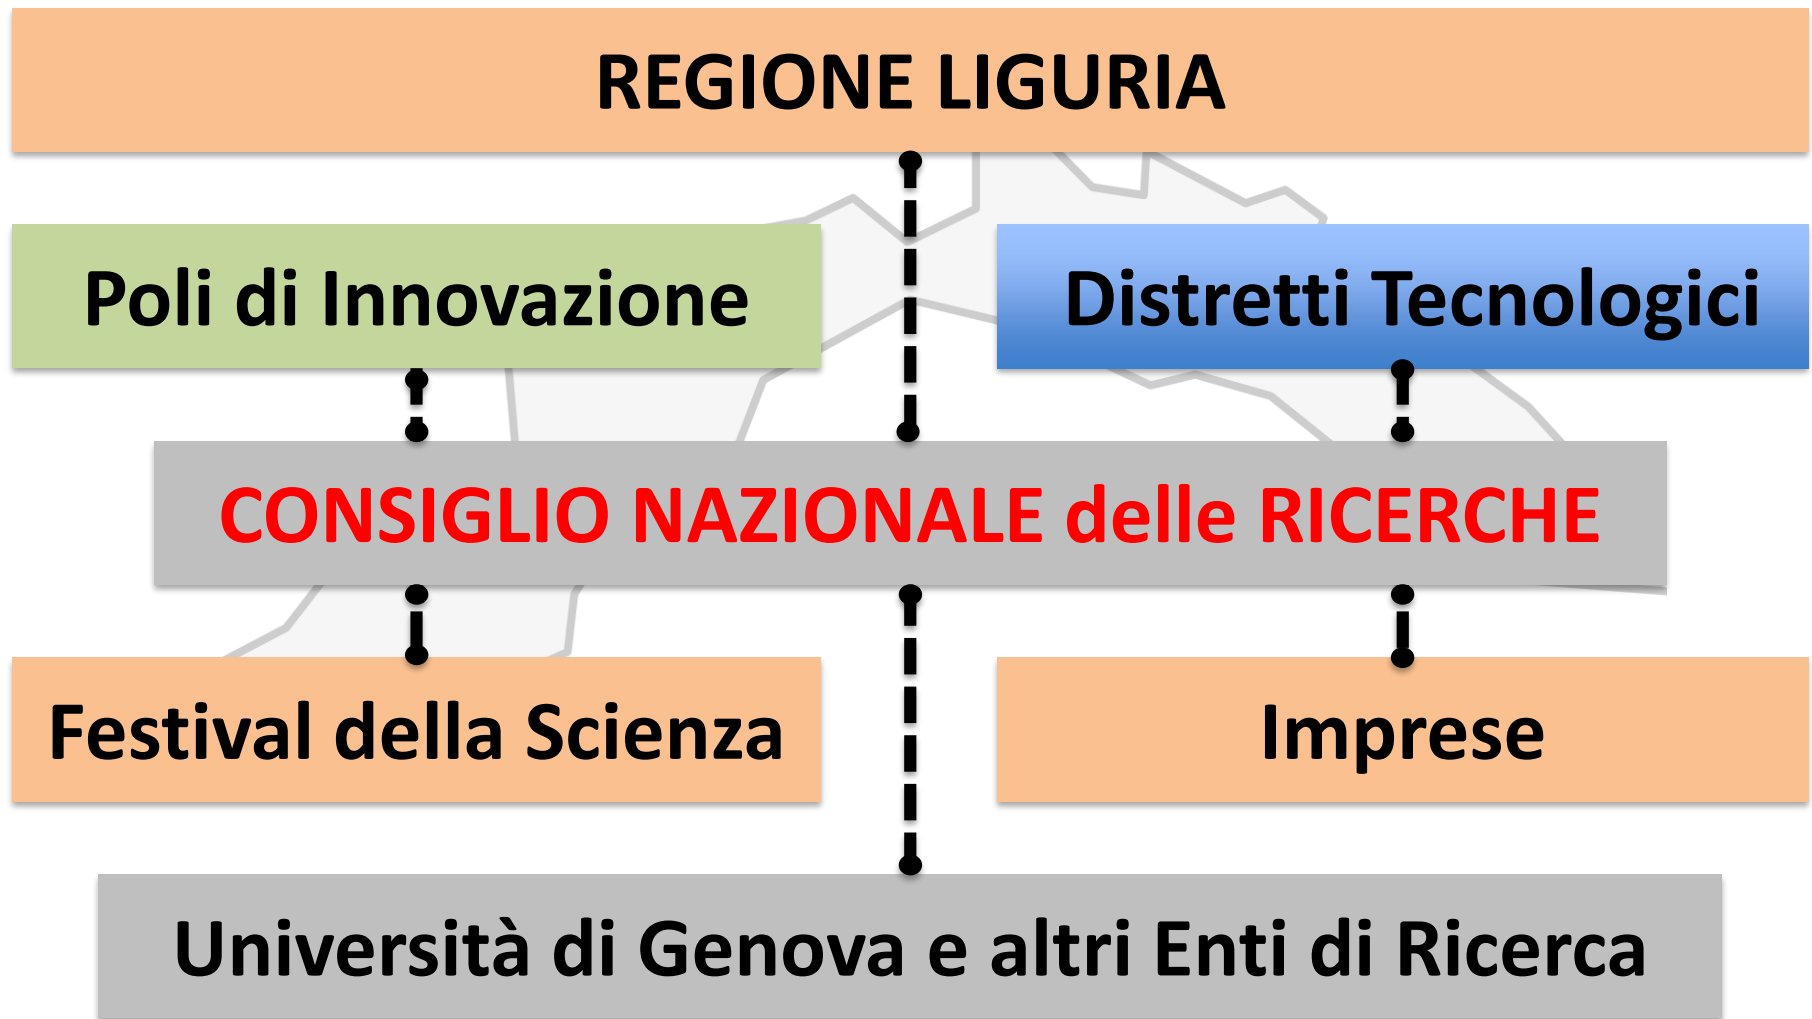 REGIONE LIGURIA
Poli di Innovazione
Distretti Tecnologici
CONSIGLIO NAZIONALE delle RICERCHE
Festival della Scienza
Imprese
Università di Genova e altri Enti di Ricerca